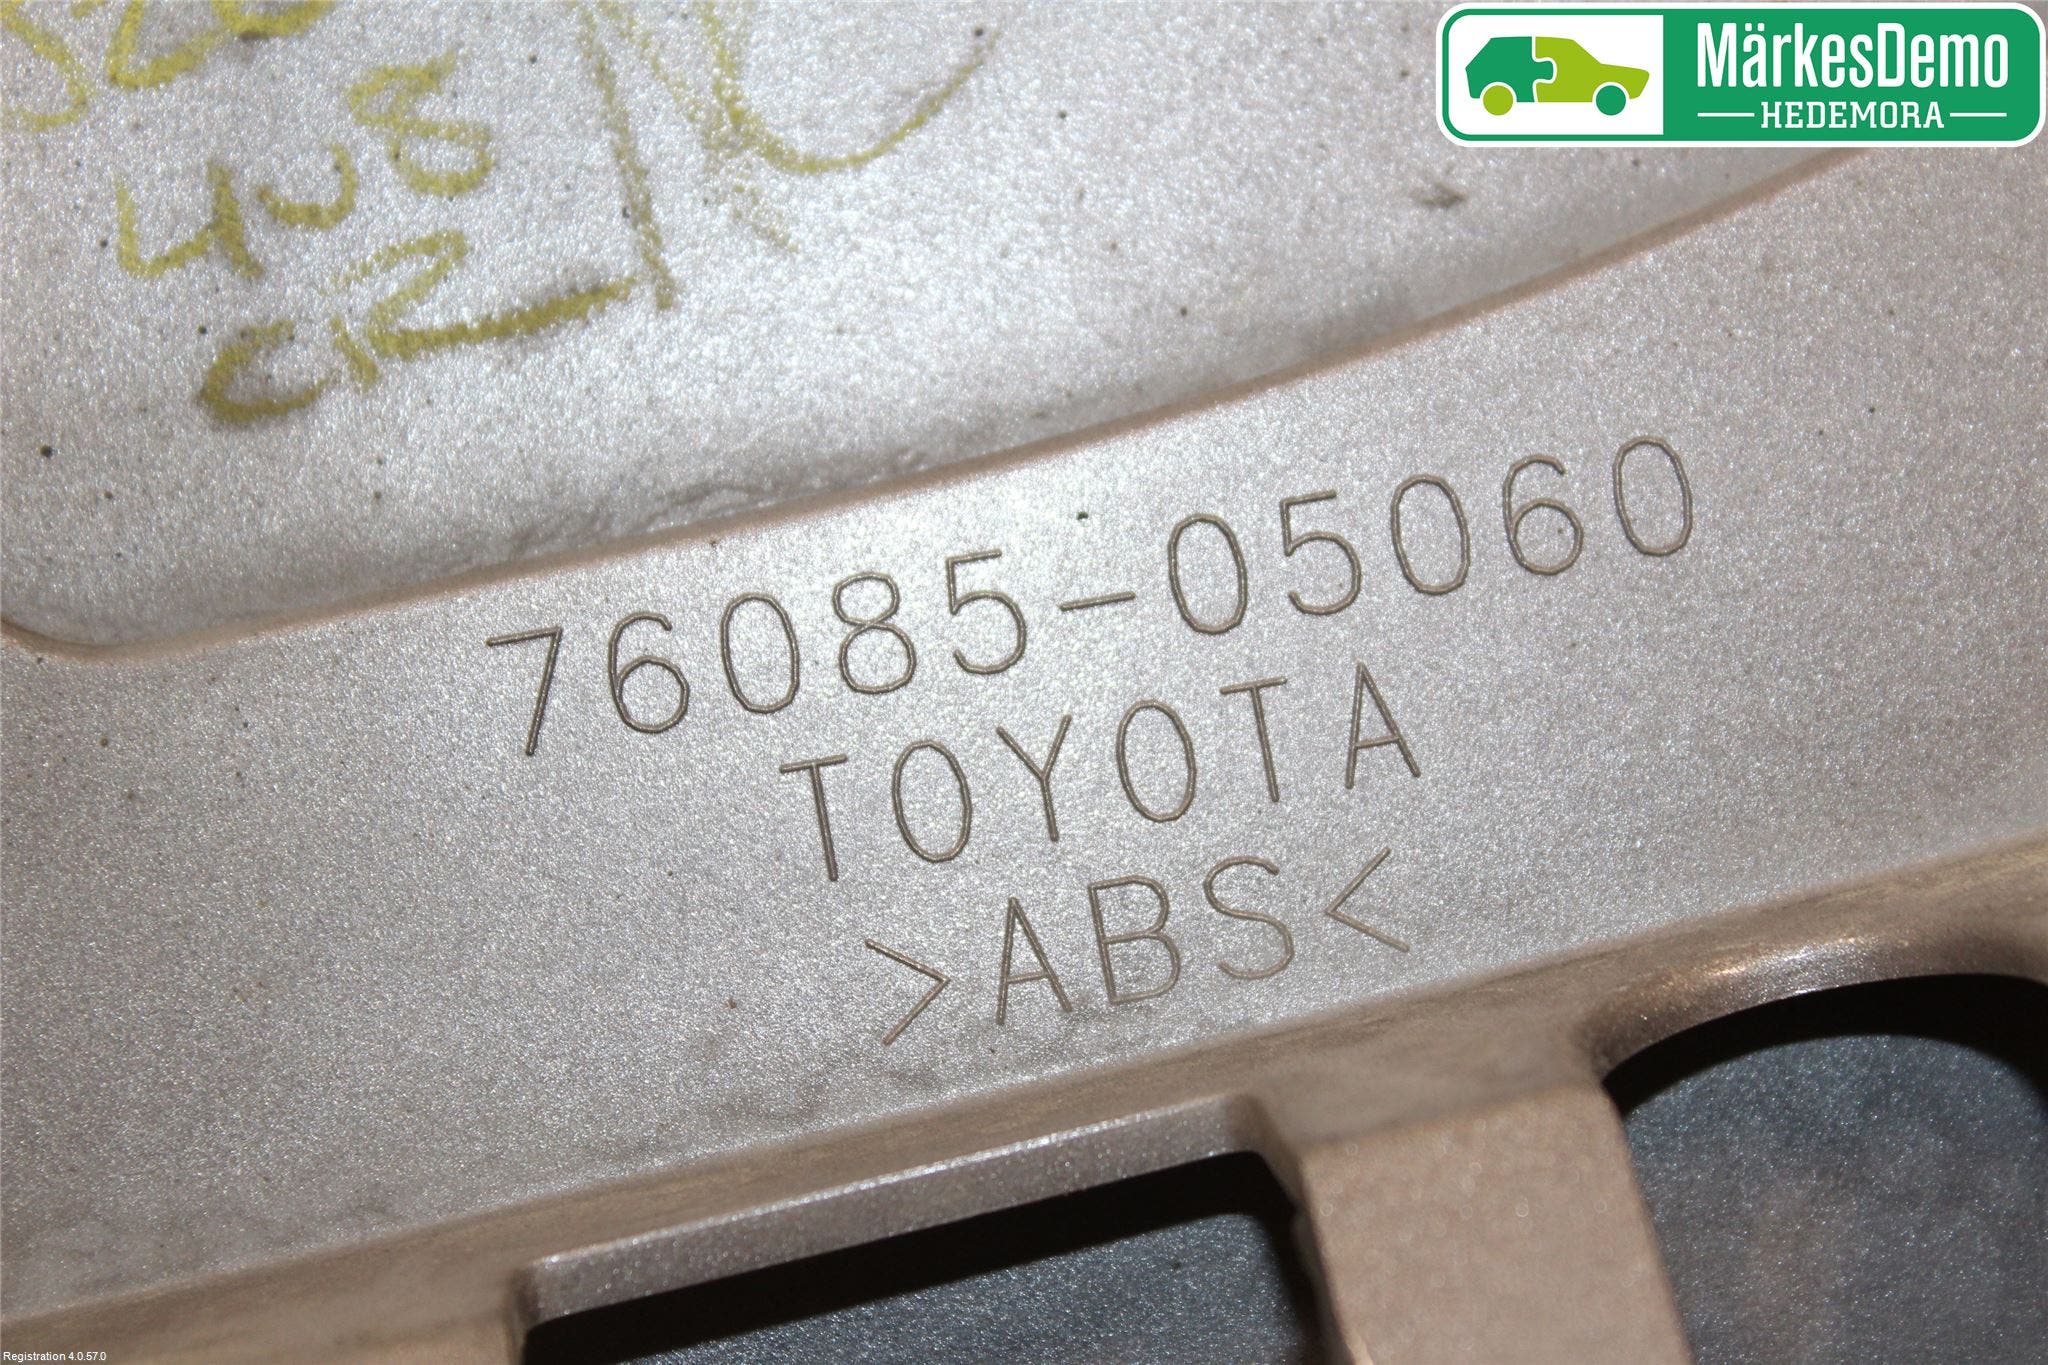 MärkesDemo
HEDEMORA
76085-05060
TOYOTA
>ABS<
Registration 4.0.57.0